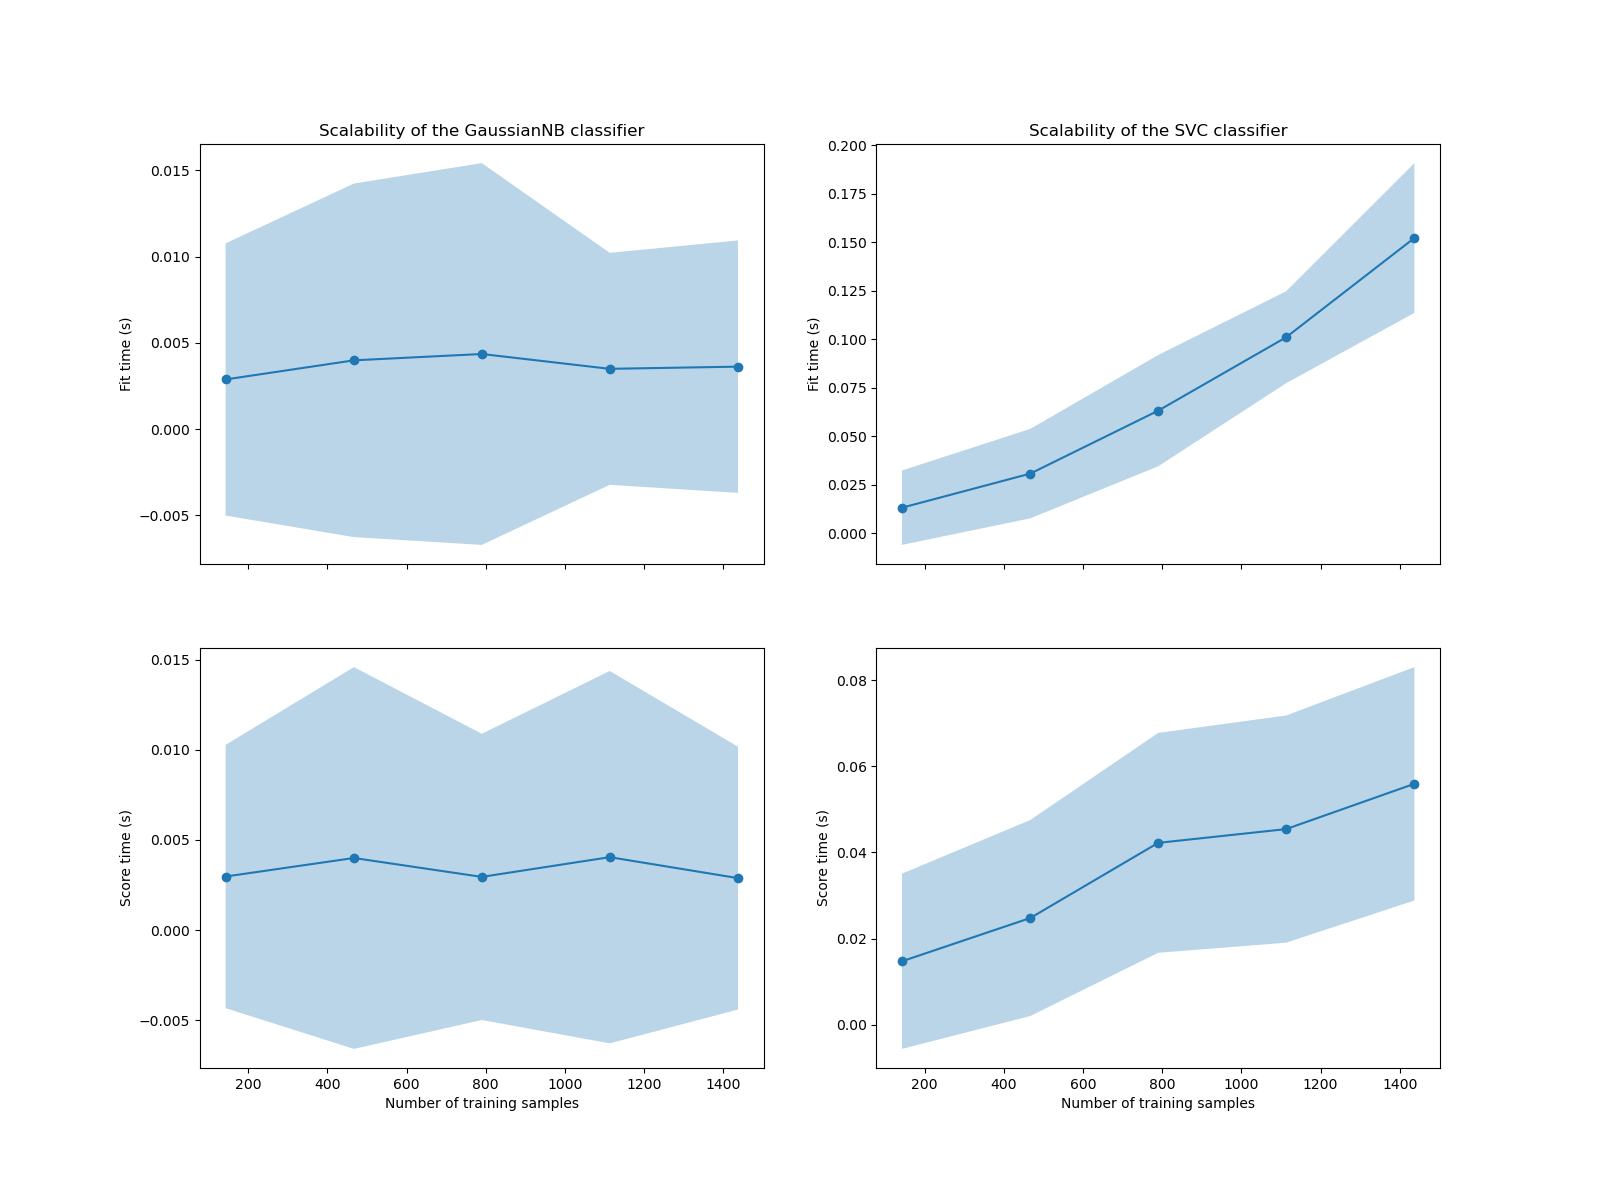 Scalability of the GaussianNB classifier
0.015
0.010
0.005
0.000
−0.005
Fit time (s)
Scalability of the SVC classifier
0.200
0.175
0.150
0.125
0.100
0.075
0.050
0.025
0.000
Fit time (s)
0.015
0.010
0.005
0.000
−0.005
Score time (s)
200 400 600 800 1000 1200 1400
Number of training samples
0.08
0.06
0.04
0.02
0.00
Score time (s)
200 400 600 800 1000 1200 1400
Number of training samples